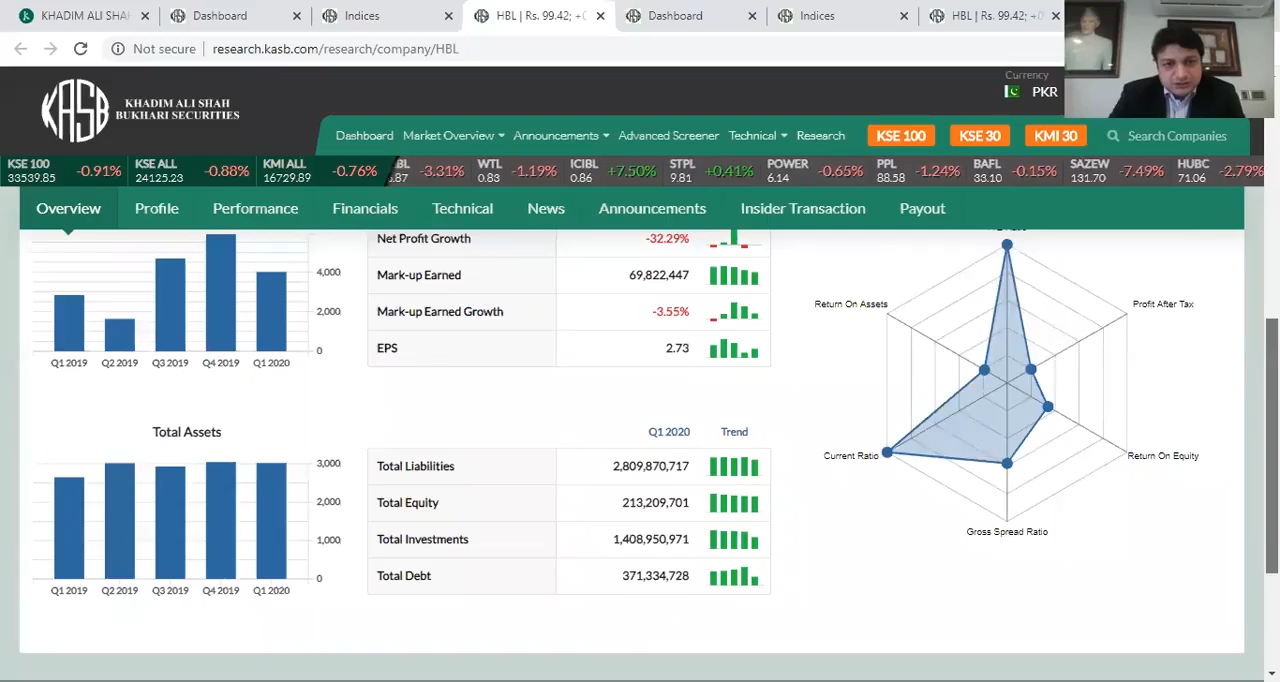 KHADIM ALI SHAH
Dashboard
Indices
HBL | Rs. 99.42; +
Dashboard
Indices
HBL | Rs. 99.42; +
Not secure
research.kasb.com/research/company/HBL
Currency
PKR
KASB
KHADIM ALI SHAH
BUKHARI SECURITIES
Dashboard Market Overview Announcements Advanced Screener Technical Research KSE 100 KSE 30 KMI 30 Search Companies
KSE 100
33539.85
-0.91%
KSE ALL
24125.23
-0.88%
KMI ALL
16729.89
-0.76%
BL
.87
-3.31%
WTL
0.83
-1.19%
ICIBL
0.86
+7.50%
STPL
9.81
+0.41%
POWER
6.14
-0.65%
PPL
88.58
-1.24%
BAFL
33.10
-0.15%
SAZEW
131.70
-7.49%
HUBC
71.06
-2.79%
Overview Profile Performance Financials Technical News Announcements Insider Transaction Payout
4,000
2,000
0
Q1 2019 Q2 2019 Q3 2019 Q4 2019 Q1 2020
Net Profit Growth -32.29%
Mark-up Earned 69,822,447
Mark-up Earned Growth -3.55%
EPS 2.73
Total Assets
3,000
2,000
1,000
0
Q1 2019 Q2 2019 Q3 2019 Q4 2019 Q1 2020
Q1 2020 Trend
Total Liabilities 2,809,870,717
Total Equity 213,209,701
Total Investments 1,408,950,971
Total Debt 371,334,728
Return On Assets
Profit After Tax
Current Ratio
Return On Equity
Gross Spread Ratio